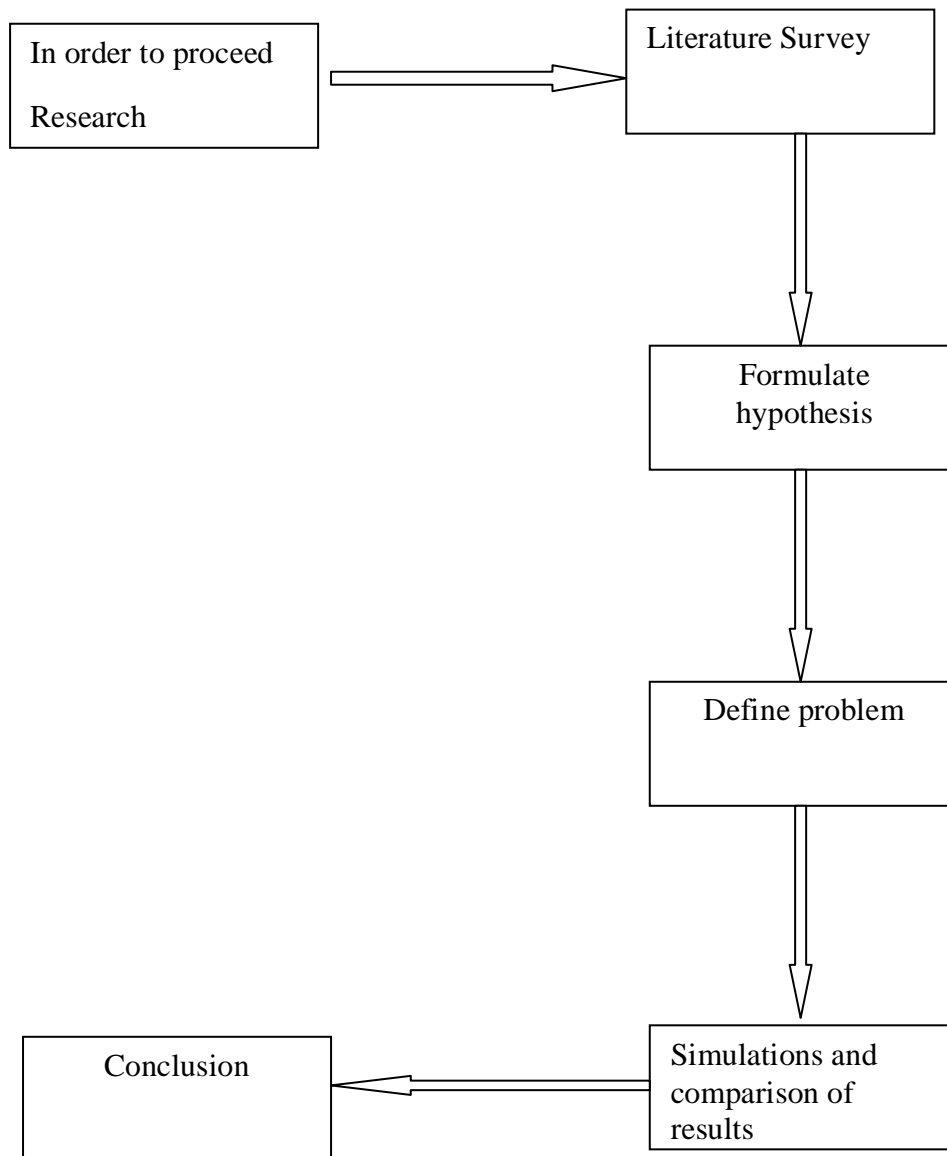 In order to proceed
Research
Literature Survey
Formulate
hypothesis
Define problem
Simulations and
comparison of
results
Conclusion